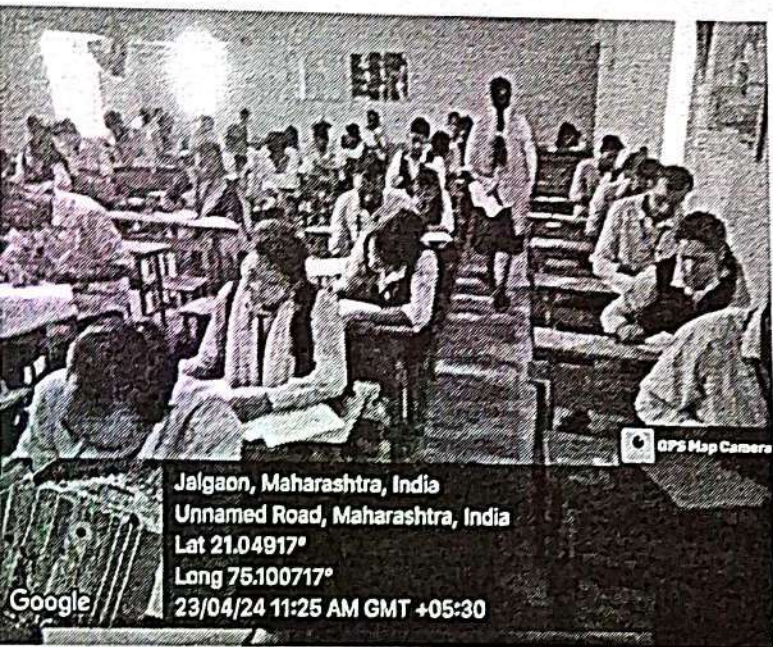 GPS Map Camera
Jalgaon, Maharashtra, India
Unnamed Road, Maharashtra, India
Lat 21.04917°
Long 75.100717°
Google
23/04/24 11:25 AM GMT +05:30